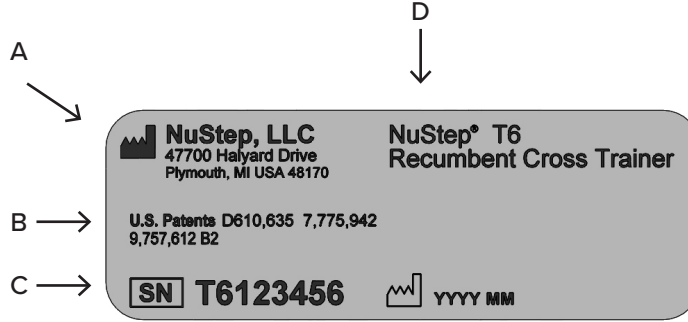 D
A
NuStep, LLC
47700 Halyard Drive
Plymouth, MI USA 48170
NuStep® T6
Recumbent Cross Trainer
B
U.S. Patents D610,635 7,775,942
9,757,612 B2
C
SN T6123456
YYYY MM